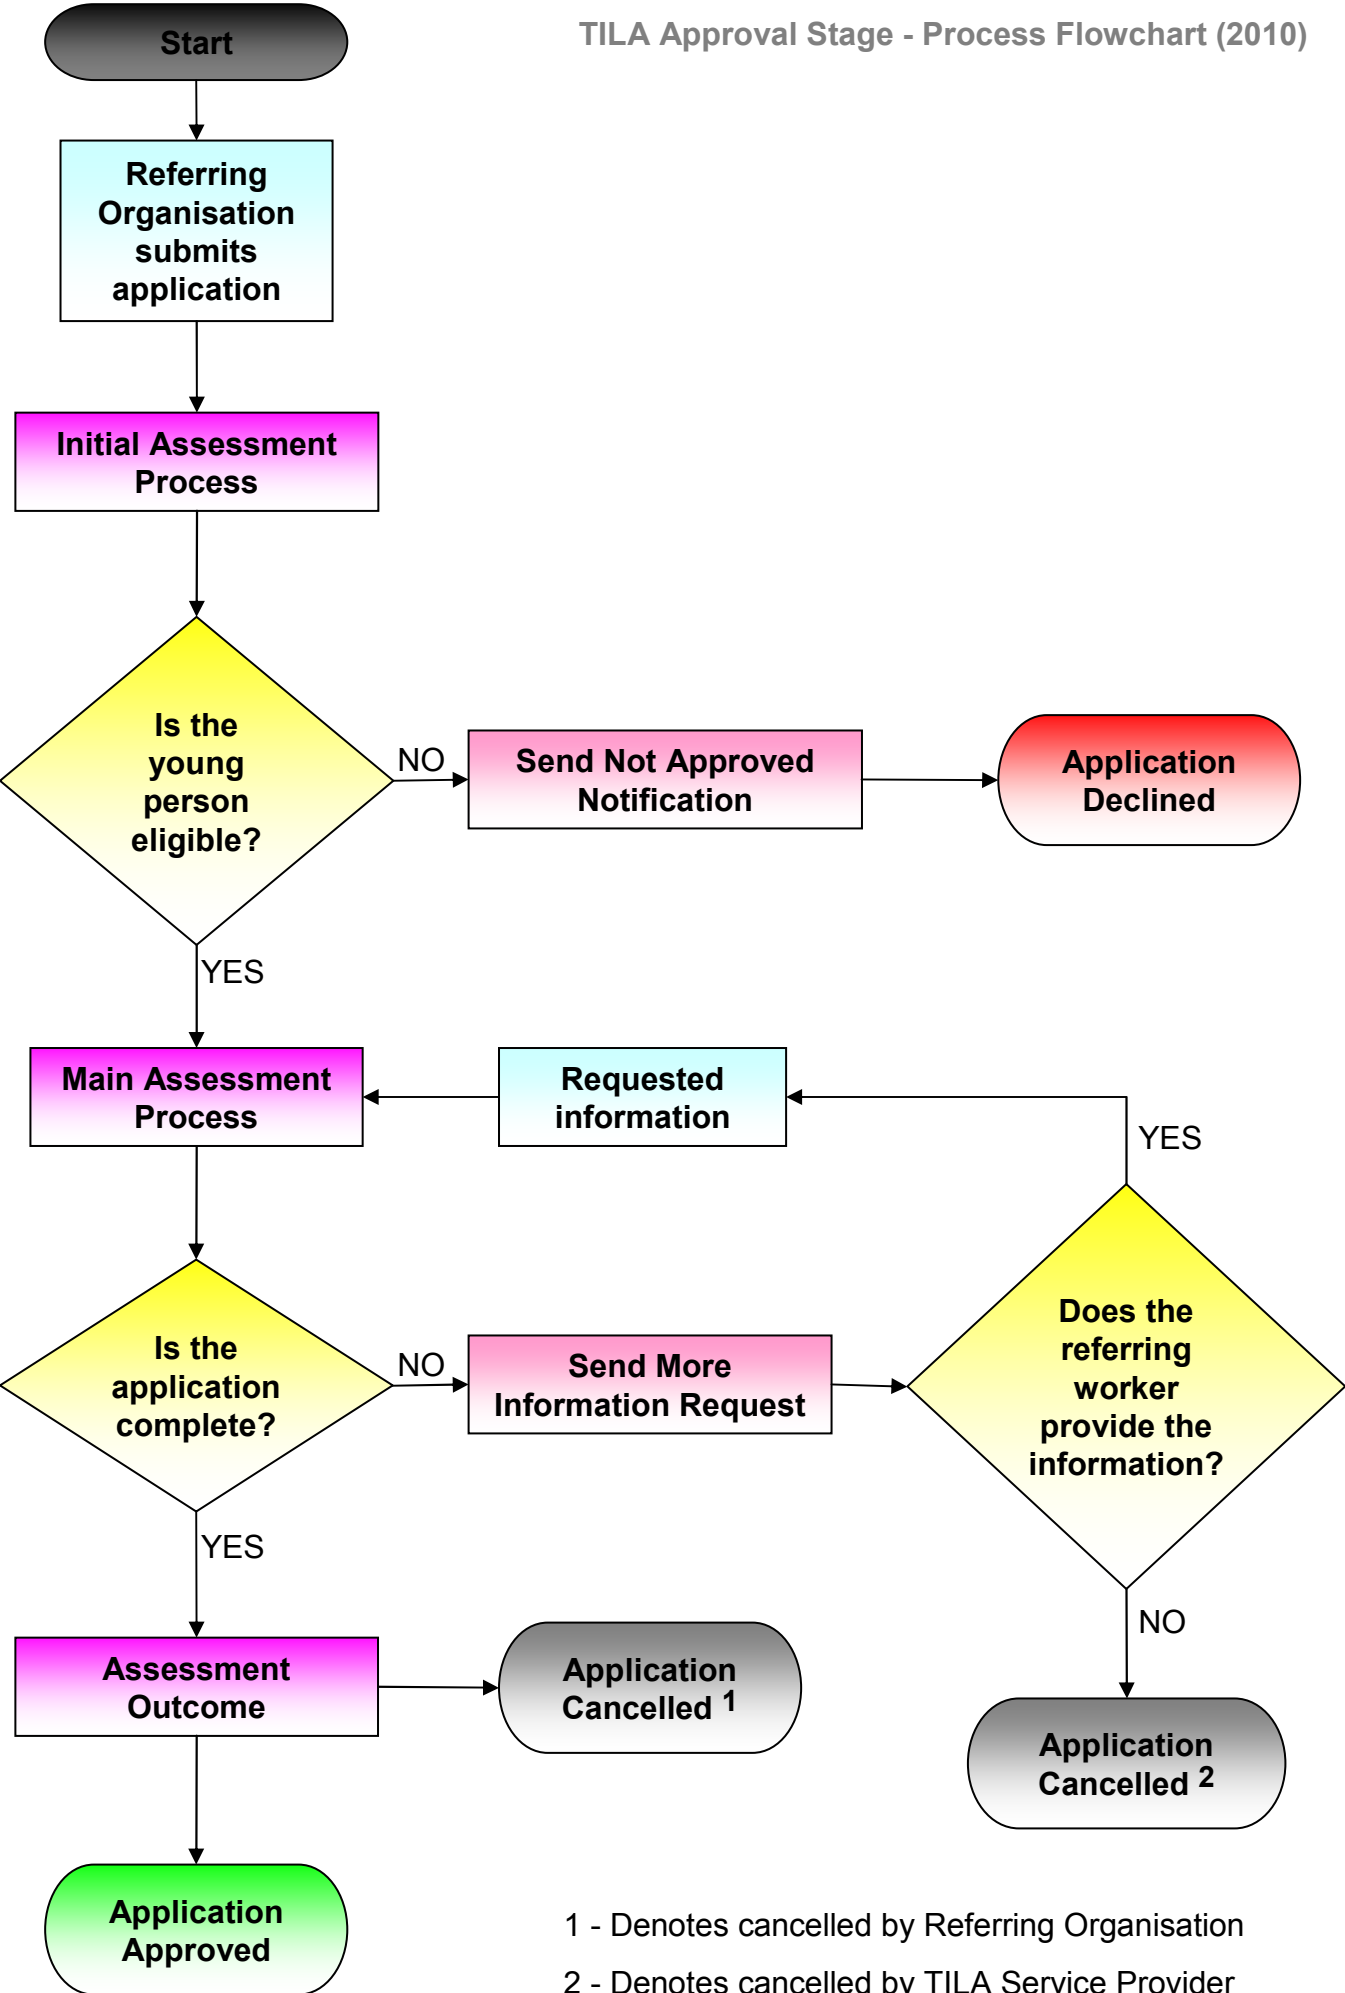 Start
TILA Approval Stage - Process Flowchart (2010)
Referring
Organisation
submits
application
Initial Assessment
Process
Is the
young
person
eligible?
NO
Send Not Approved
Notification
Application
Declined
YES
Main Assessment
Process
Requested
information
YES
Is the
application
complete?
NO
Send More
Information Request
Does the
referring
worker
provide the
information?
YES
NO
Assessment
Outcome
Application
Cancelled 1
Application
Cancelled 2
Application
Approved
1 - Denotes cancelled by Referring Organisation
2 - Denotes cancelled by TILA Service Provider